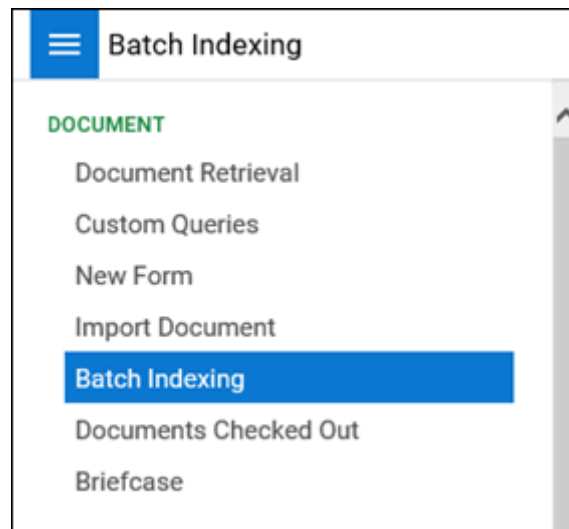 Batch Indexing
DOCUMENT
Document Retrieval
Custom Queries
New Form
Import Document
Batch Indexing
Documents Checked Out
Briefcase